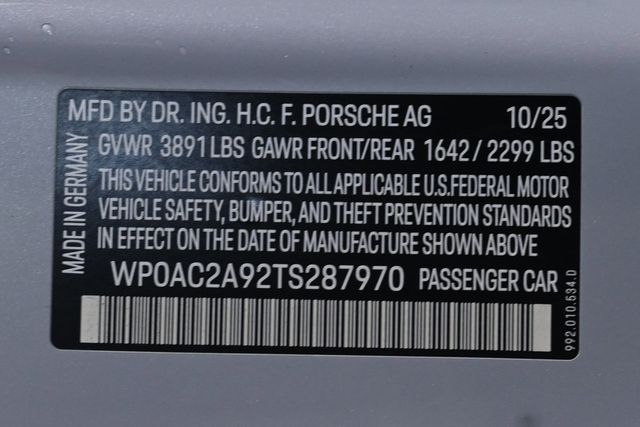 MFD BY DR. ING. H.C. F. PORSCHE AG 10/25
GVWR 3891 LBS GAWR FRONT/REAR 1642 / 2299 LBS
THIS VEHICLE CONFORMS TO ALL APPLICABLE U.S.FEDERAL MOTOR
VEHICLE SAFETY, BUMPER, AND THEFT PREVENTION STANDARDS
IN EFFECT ON THE DATE OF MANUFACTURE SHOWN ABOVE.
WP0AC2A92TS287970 PASSENGER CAR
MADE IN GERMANY
992.010.534.D